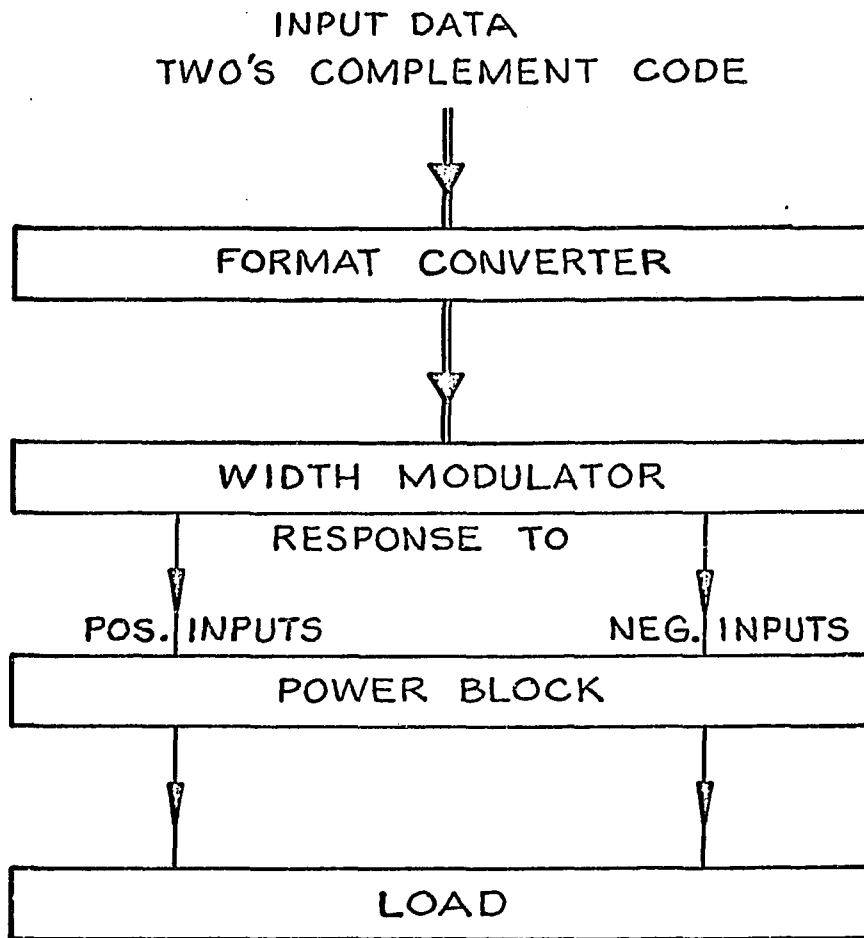 INPUT DATA
TWO'S COMPLEMENT CODE
FORMAT CONVERTER
WIDTH MODULATOR
RESPONSE TO
POS. INPUTS NEG. INPUTS
POWER BLOCK
LOAD